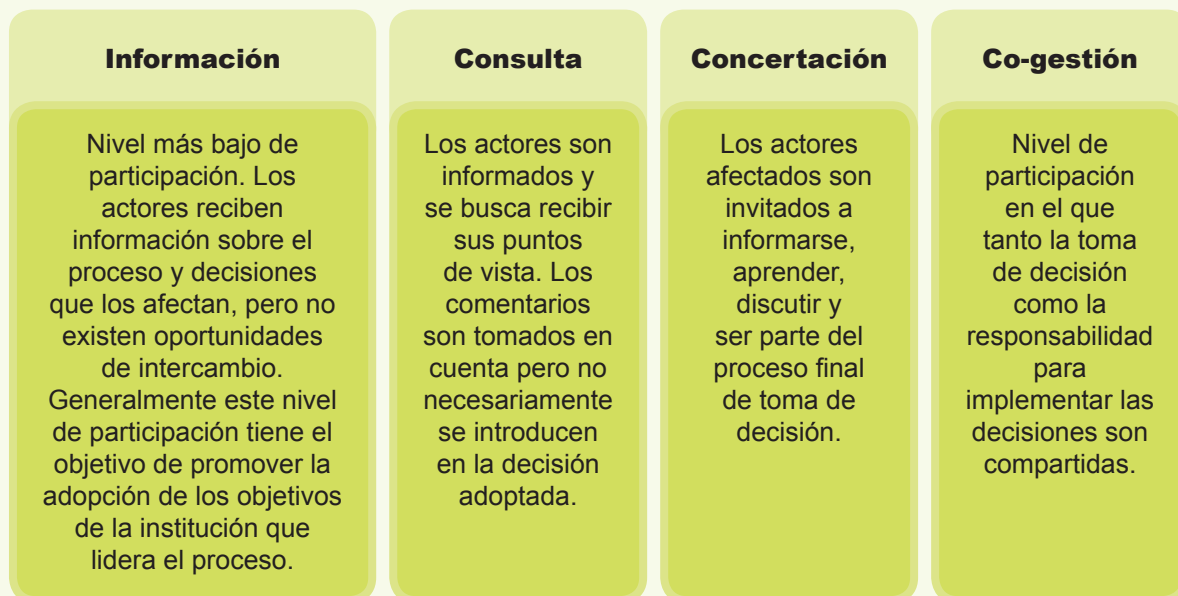 Información
Nivel más bajo de
participación. Los
actores reciben
información sobre el
proceso y decisiones
que los afectan, pero no
existen oportunidades
de intercambio.
Generalmente este nivel
de participación tiene el
objetivo de promover la
adopción de los objetivos
de la institución que
lidera el proceso.
Consulta
Los actores son
informados y
se busca recibir
sus puntos
de vista. Los
comentarios
son tomados en
cuenta pero no
necesariamente
se introducen
en la decisión
adoptada.
Concertación
Los actores
afectados son
invitados a
informarse,
aprender,
discutir y
ser parte del
proceso final
de toma de
decisión.
Co-gestión
Nivel de
participación
en el que
tanto la toma
de decisión
como la
responsabilidad
para
implementar las
decisiones son
compartidas.